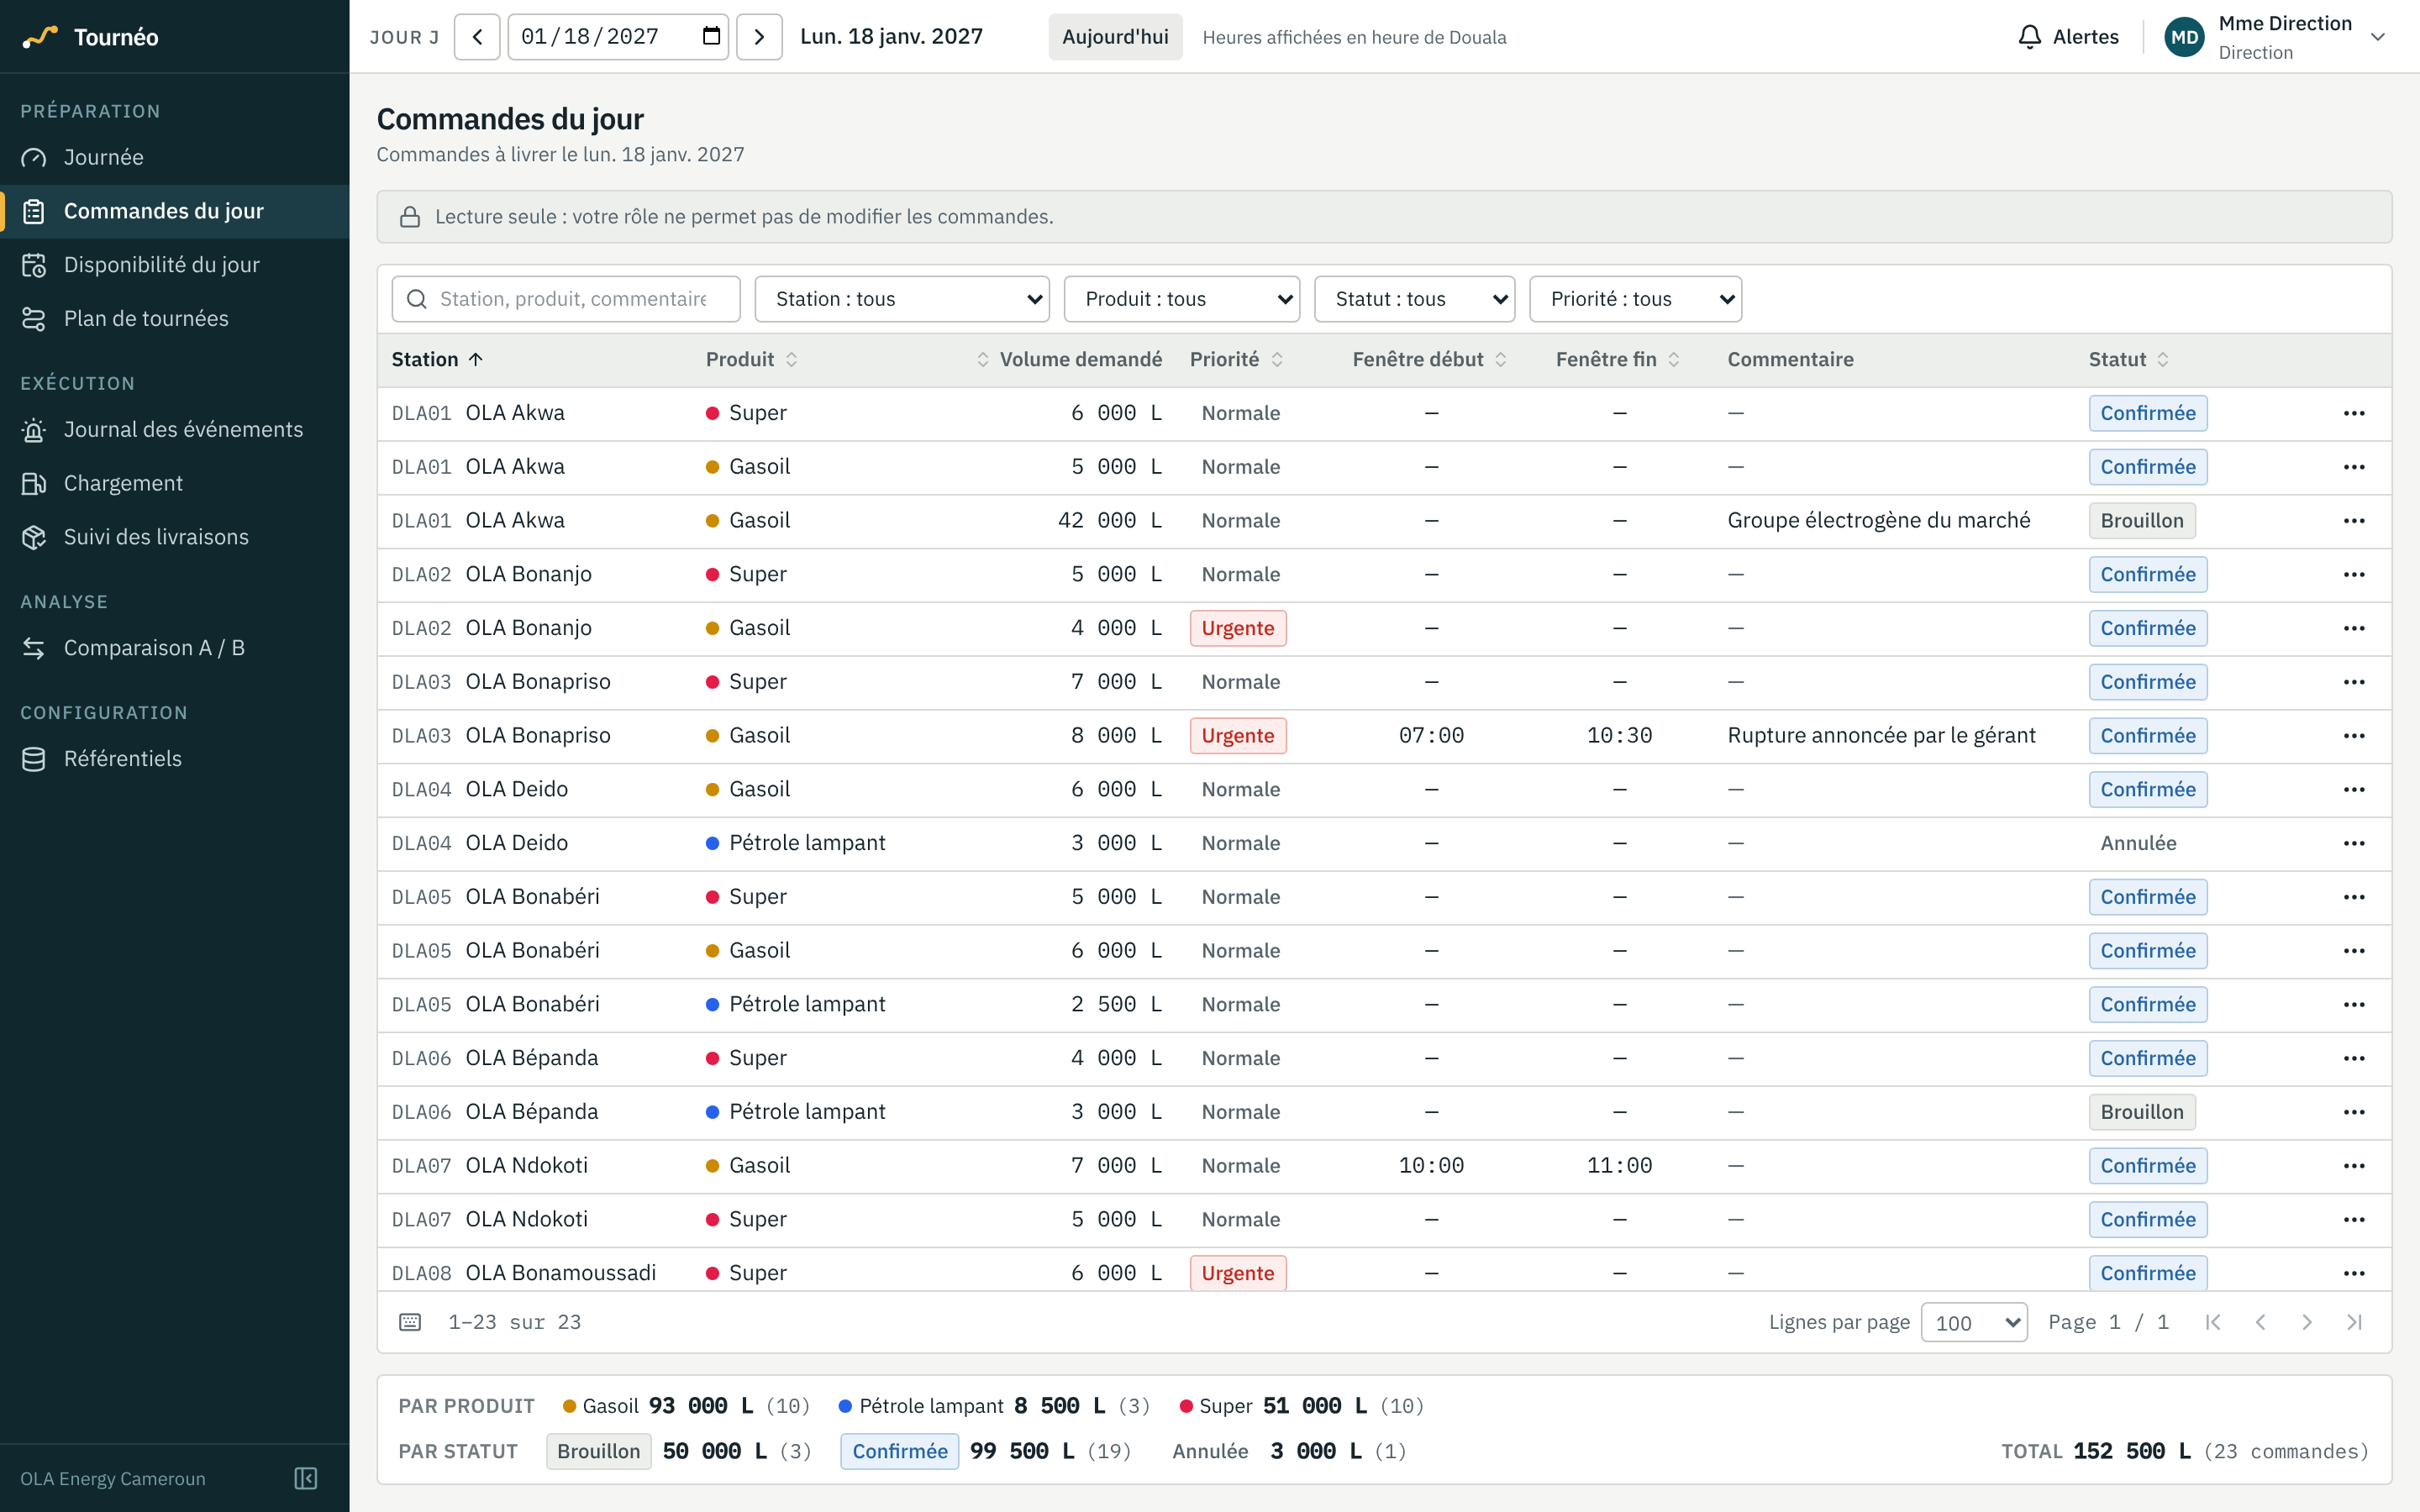 Tournéo
JOUR J 01/18/2027 Lun. 18 janv. 2027 Aujourd'hui Heures affichées en heure de Douala Alertes MD Mme Direction
Direction
PRÉPARATION
Journée
Commandes du jour
Disponibilité du jour
Plan de tournées
EXÉCUTION
Journal des événements
Chargement
Suivi des livraisons
ANALYSE
Comparaison A / B
CONFIGURATION
Référentiels
OLA Energy Cameroun
Commandes du jour
Commandes à livrer le lun. 18 janv. 2027
Lecture seule : votre rôle ne permet pas de modifier les commandes.
Station, produit, commentaire Station : tous Produit : tous Statut : tous Priorité : tous
Station Produit Volume demandé Priorité Fenêtre début Fenêtre fin Commentaire Statut
DLA01 OLA Akwa Super 6 000 L Normale – – — Confirmée
DLA01 OLA Akwa Gasoil 5 000 L Normale – – — Confirmée
DLA01 OLA Akwa Gasoil 42 000 L Normale – – Groupe électrogène du marché Brouillon
DLA02 OLA Bonanjo Super 5 000 L Normale – – — Confirmée
DLA02 OLA Bonanjo Gasoil 4 000 L Urgente – – — Confirmée
DLA03 OLA Bonapriso Super 7 000 L Normale – – — Confirmée
DLA03 OLA Bonapriso Gasoil 8 000 L Urgente 07:00 10:30 Rupture annoncée par le gérant Confirmée
DLA04 OLA Deido Gasoil 6 000 L Normale – – — Confirmée
DLA04 OLA Deido Pétrole lampant 3 000 L Normale – – — Annulée
DLA05 OLA Bonabéri Super 5 000 L Normale – – — Confirmée
DLA05 OLA Bonabéri Gasoil 6 000 L Normale – – — Confirmée
DLA05 OLA Bonabéri Pétrole lampant 2 500 L Normale – – — Confirmée
DLA06 OLA Bépanda Super 4 000 L Normale – – — Confirmée
DLA06 OLA Bépanda Pétrole lampant 3 000 L Normale – – — Brouillon
DLA07 OLA Ndokoti Gasoil 7 000 L Normale 10:00 11:00 — Confirmée
DLA07 OLA Ndokoti Super 5 000 L Normale – – — Confirmée
DLA08 OLA Bonamoussadi Super 6 000 L Urgente – – — Confirmée
1–23 sur 23 Lignes par page 100 Page 1 / 1
PAR PRODUIT Gasoil 93 000 L (10) Pétrole lampant 8 500 L (3) Super 51 000 L (10)
PAR STATUT Brouillon 50 000 L (3) Confirmée 99 500 L (19) Annulée 3 000 L (1) TOTAL 152 500 L (23 commandes)